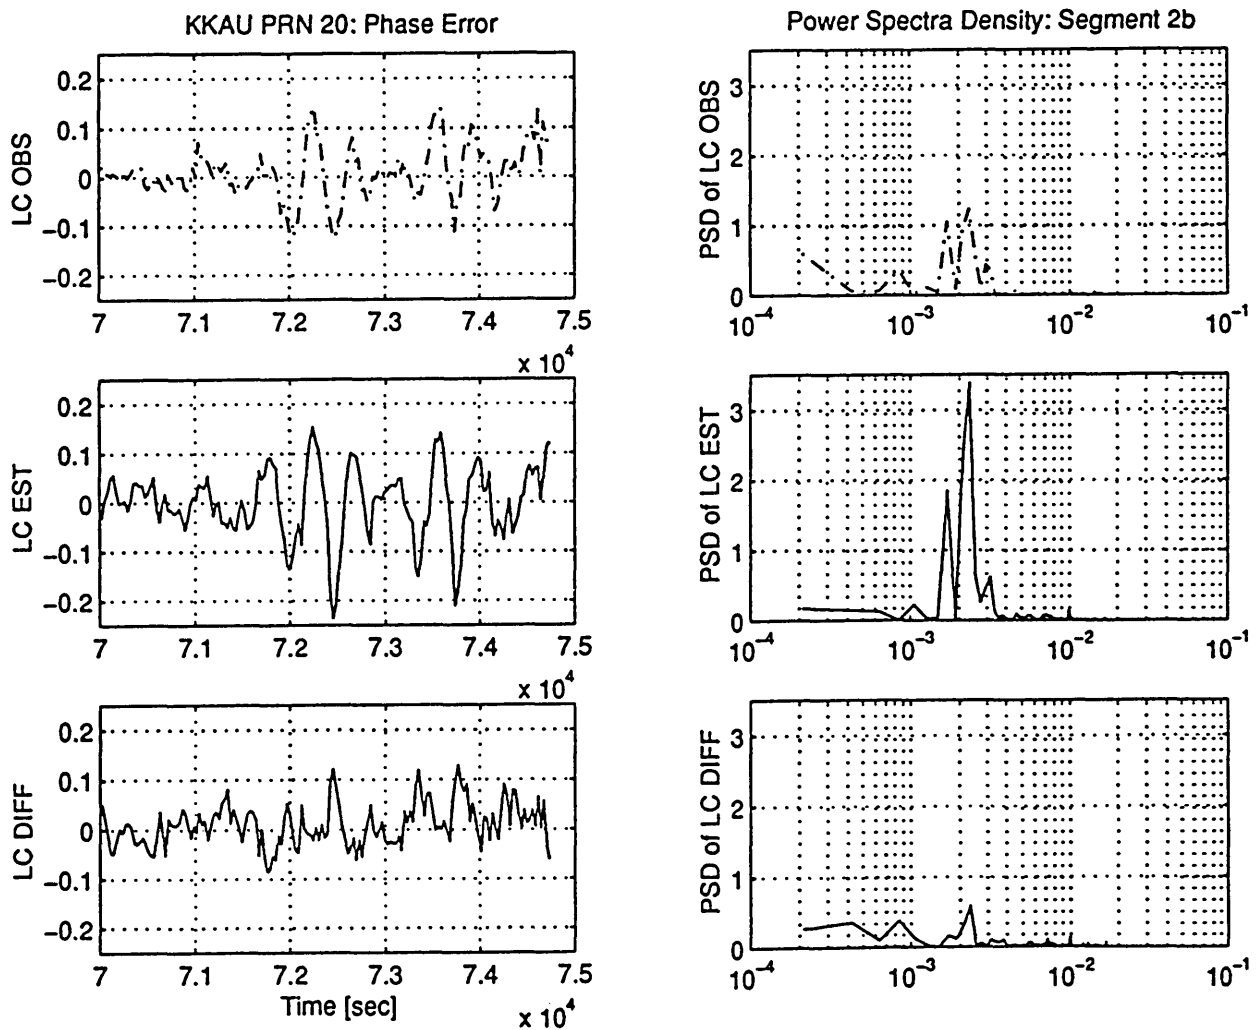 KKAU PRN 20: Phase Error
LC OBS
0.2
0.1
0
−0.1
−0.2
7 7.1 7.2 7.3 7.4 7.5
x 10⁴
Power Spectra Density: Segment 2b
PSD of LC OBS
3
2
1
0
10⁻⁴ 10⁻³ 10⁻² 10⁻¹
LC EST
0.2
0.1
0
−0.1
−0.2
7 7.1 7.2 7.3 7.4 7.5
x 10⁴
PSD of LC EST
3
2
1
0
10⁻⁴ 10⁻³ 10⁻² 10⁻¹
LC DIFF
0.2
0.1
0
−0.1
−0.2
7 7.1 7.2 7.3 7.4 7.5
Time [sec]
x 10⁴
PSD of LC DIFF
3
2
1
0
10⁻⁴ 10⁻³ 10⁻² 10⁻¹